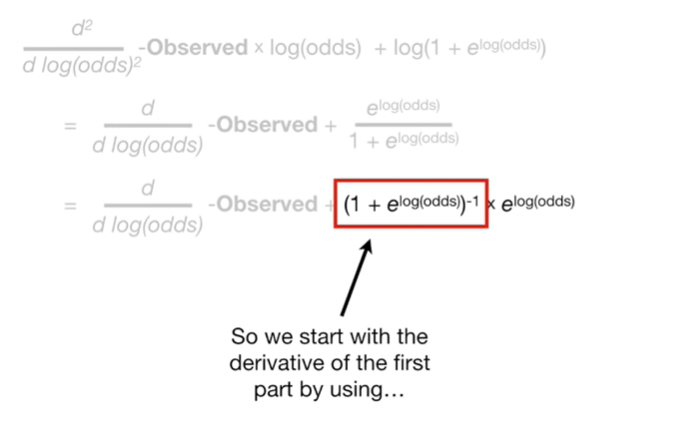 d²
d log(odds)² -Observed × log(odds) + log(1 + e^log(odds))
= d e^log(odds)
d log(odds) -Observed + 1 + e^log(odds)
= d
d log(odds) -Observed + (1 + e^log(odds))^-1 × e^log(odds)
So we start with the
derivative of the first
part by using…